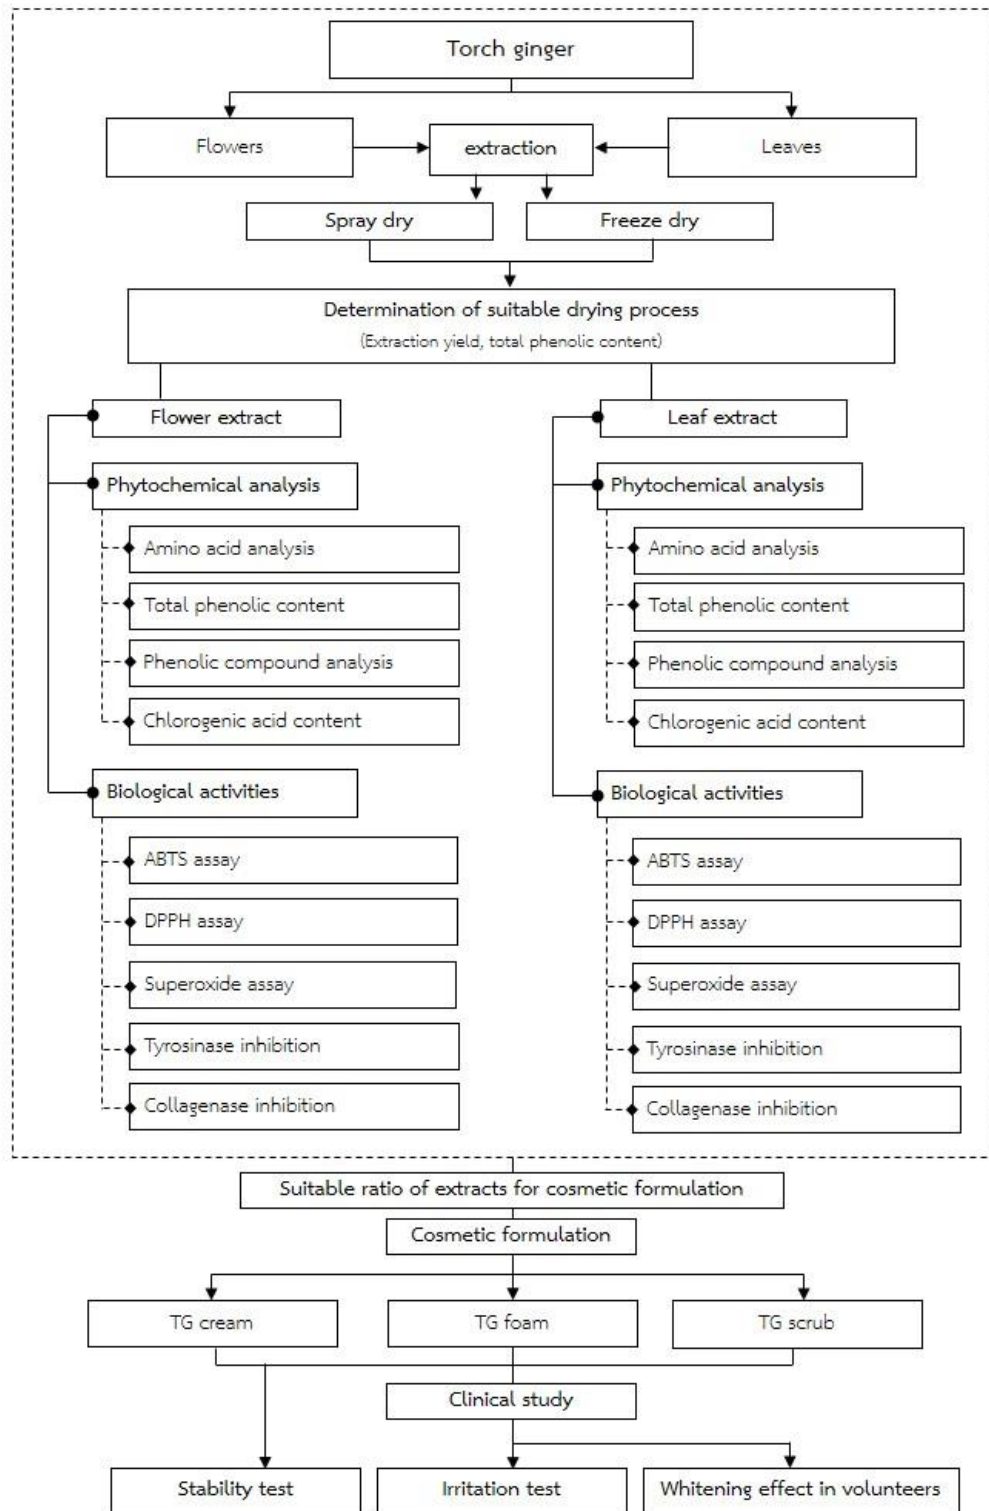 Torch ginger
Flowers
extraction
Leaves
Spray dry
Freeze dry
Determination of suitable drying process
(Extraction yield, total phenolic content)
Flower extract
Phytochemical analysis
Amino acid analysis
Total phenolic content
Phenolic compound analysis
Chlorogenic acid content
Biological activities
ABTS assay
DPPH assay
Superoxide assay
Tyrosinase inhibition
Collagenase inhibition
Leaf extract
Phytochemical analysis
Amino acid analysis
Total phenolic content
Phenolic compound analysis
Chlorogenic acid content
Biological activities
ABTS assay
DPPH assay
Superoxide assay
Tyrosinase inhibition
Collagenase inhibition
Suitable ratio of extracts for cosmetic formulation
Cosmetic formulation
TG cream
TG foam
TG scrub
Clinical study
Stability test
Irritation test
Whitening effect in volunteers